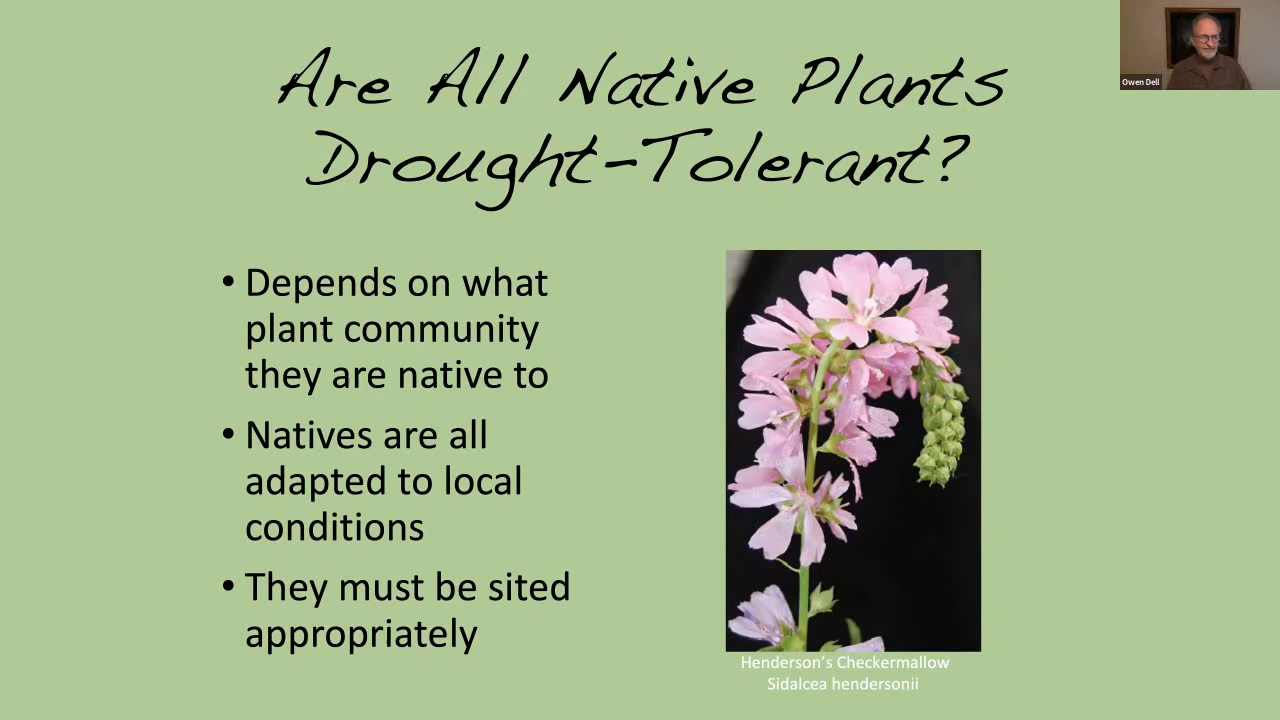 Are All Native Plants
Drought-Tolerant?
Owen Dell
• Depends on what
plant community
they are native to
• Natives are all
adapted to local
conditions
• They must be sited
appropriately
Henderson’s Checkermallow
Sidalcea hendersonii